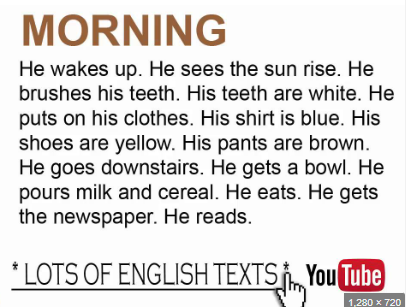 MORNING
He wakes up. He sees the sun rise. He
brushes his teeth. His teeth are white. He
puts on his clothes. His shirt is blue. His
shoes are yellow. His pants are brown.
He goes downstairs. He gets a bowl. He
pours milk and cereal. He eats. He gets
the newspaper. He reads.
* LOTS OF ENGLISH TEXTS * YouTube
1,280 × 720